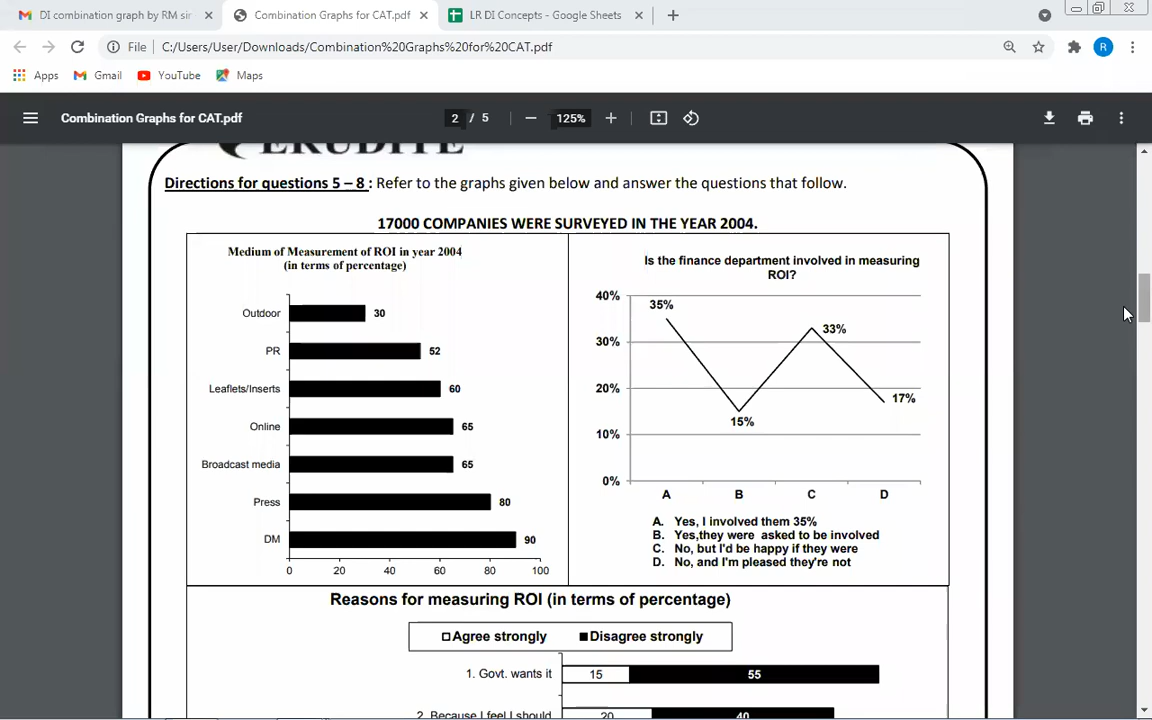 DI combination graph by RM sir
Combination Graphs for CAT.pdf
LR DI Concepts - Google Sheets
File
C:/Users/User/Downloads/Combination%20Graphs%20for%20CAT.pdf
R
Apps
Gmail
YouTube
Maps
Combination Graphs for CAT.pdf
2 / 5
125%
ERUDITE
Directions for questions 5 – 8 : Refer to the graphs given below and answer the questions that follow.
17000 COMPANIES WERE SURVEYED IN THE YEAR 2004.
Medium of Measurement of ROI in year 2004
(in terms of percentage)
Outdoor 30
PR 52
Leaflets/Inserts 60
Online 65
Broadcast media 65
Press 80
DM 90
0 20 40 60 80 100
Is the finance department involved in measuring
ROI?
40%
35%
33%
30%
20%
17%
15%
10%
0%
A B C D
A. Yes, I involved them 35%
B. Yes,they were asked to be involved
C. No, but I'd be happy if they were
D. No, and I'm pleased they're not
Reasons for measuring ROI (in terms of percentage)
Agree strongly Disagree strongly
1. Govt. wants it 15 55
2. Because I feel I should 20 40